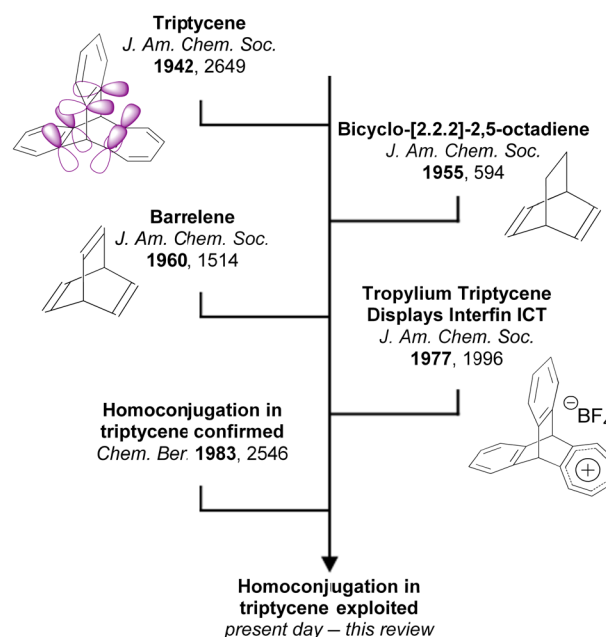 Triptycene
J. Am. Chem. Soc.
1942, 2649
Bicyclo-[2.2.2]-2,5-octadiene
J. Am. Chem. Soc.
1955, 594
Barrelene
J. Am. Chem. Soc.
1960, 1514
Tropylium Triptycene
Displays Interfin ICT
J. Am. Chem. Soc.
1977, 1996
⊖BF4
+
Homoconjugation in
triptycene confirmed
Chem. Ber. 1983, 2546
Homoconjugation in
triptycene exploited
present day – this review